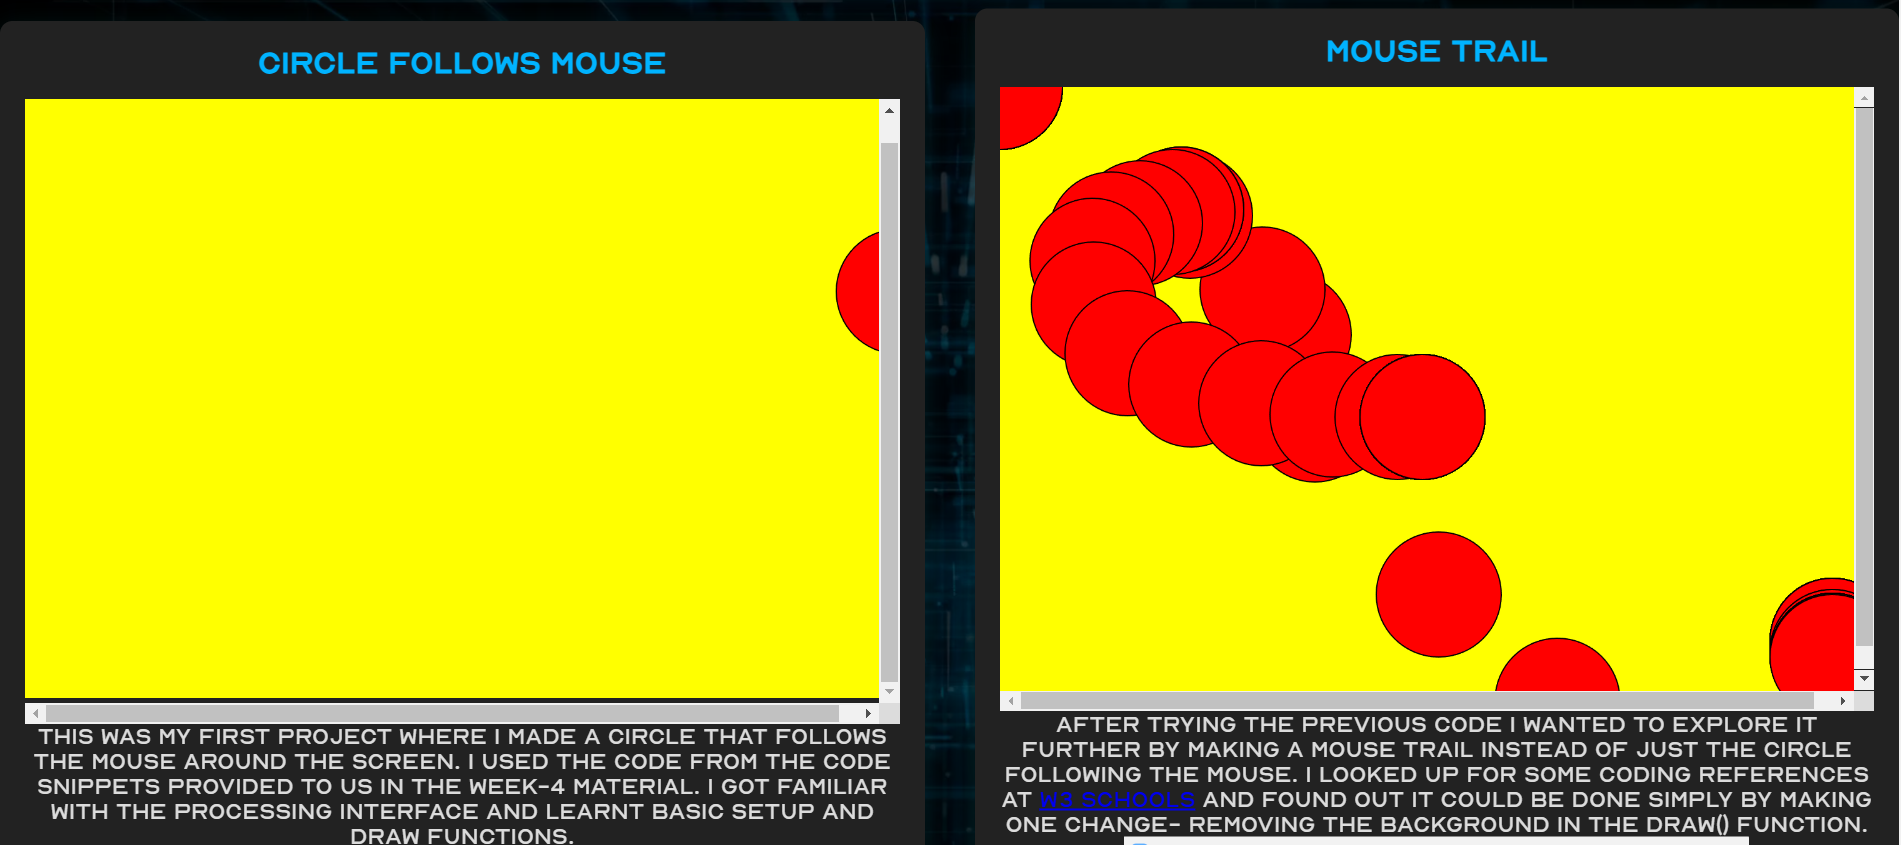 CIRCLE FOLLOWS MOUSE
THIS WAS MY FIRST PROJECT WHERE I MADE A CIRCLE THAT FOLLOWS
THE MOUSE AROUND THE SCREEN. I USED THE CODE FROM THE CODE
SNIPPETS PROVIDED TO US IN THE WEEK-4 MATERIAL. I GOT FAMILIAR
WITH THE PROCESSING INTERFACE AND LEARNT BASIC SETUP AND
DRAW FUNCTIONS.
MOUSE TRAIL
AFTER TRYING THE PREVIOUS CODE I WANTED TO EXPLORE IT
FURTHER BY MAKING A MOUSE TRAIL INSTEAD OF JUST THE CIRCLE
FOLLOWING THE MOUSE. I LOOKED UP FOR SOME CODING REFERENCES
AT W3 SCHOOLS AND FOUND OUT IT COULD BE DONE SIMPLY BY MAKING
ONE CHANGE- REMOVING THE BACKGROUND IN THE DRAW() FUNCTION.